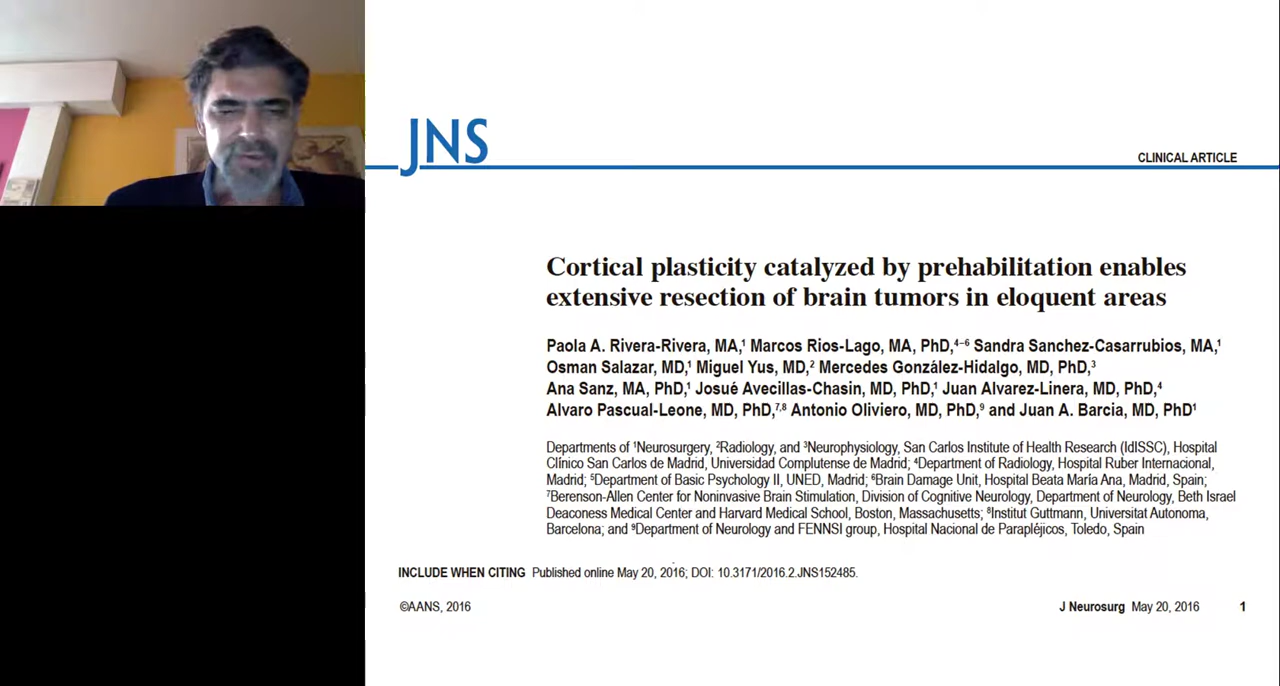 JNS
CLINICAL ARTICLE
Cortical plasticity catalyzed by prehabilitation enables
extensive resection of brain tumors in eloquent areas
Paola A. Rivera-Rivera, MA,¹ Marcos Rios-Lago, MA, PhD,⁴⁻⁶ Sandra Sanchez-Casarrubios, MA,¹
Osman Salazar, MD,¹ Miguel Yus, MD,² Mercedes González-Hidalgo, MD, PhD,³
Ana Sanz, MA, PhD,¹ Josué Avecillas-Chasin, MD, PhD,¹ Juan Alvarez-Linera, MD, PhD,⁴
Alvaro Pascual-Leone, MD, PhD,⁷,⁸ Antonio Oliviero, MD, PhD,⁹ and Juan A. Barcia, MD, PhD¹
Departments of ¹Neurosurgery, ²Radiology, and ³Neurophysiology, San Carlos Institute of Health Research (IdISSC), Hospital
Clínico San Carlos de Madrid, Universidad Complutense de Madrid; ⁴Department of Radiology, Hospital Ruber Internacional,
Madrid; ⁵Department of Basic Psychology II, UNED, Madrid; ⁶Brain Damage Unit, Hospital Beata María Ana, Madrid, Spain;
⁷Berenson-Allen Center for Noninvasive Brain Stimulation, Division of Cognitive Neurology, Department of Neurology, Beth Israel
Deaconess Medical Center and Harvard Medical School, Boston, Massachusetts; ⁸Institut Guttmann, Universitat Autonoma,
Barcelona; and ⁹Department of Neurology and FENNSI group, Hospital Nacional de Parapléjicos, Toledo, Spain
INCLUDE WHEN CITING Published online May 20, 2016; DOI: 10.3171/2016.2.JNS152485.
©AANS, 2016
J Neurosurg May 20, 2016 1